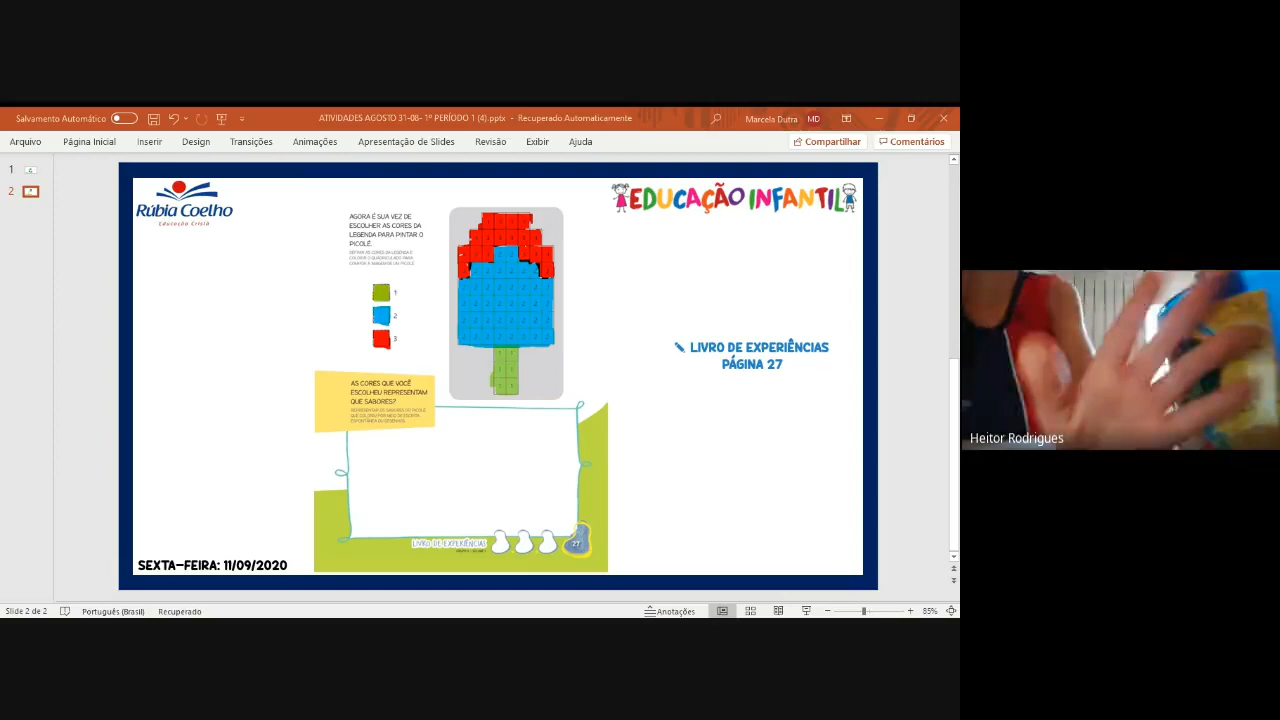 Salvamento Automático
ATIVIDADES AGOSTO 31-08- 1º PERÍODO 1 (4).pptx - Recuperado Automaticamente
Marcela Dutra MD
Arquivo Página Inicial Inserir Design Transições Animações Apresentação de Slides Revisão Exibir Ajuda Compartilhar Comentários
1
2
Rúbia Coelho
Educação Cristã
EDUCAÇÃO INFANTIL
AGORA É SUA VEZ DE
ESCOLHER AS CORES DA
LEGENDA PARA PINTAR O
PICOLÉ.
1
2
3
LIVRO DE EXPERIÊNCIAS
PÁGINA 27
AS CORES QUE VOCÊ
ESCOLHEU REPRESENTAM
QUE SABORES?
LIVRO DE EXPERIÊNCIAS
27
SEXTA-FEIRA: 11/09/2020
Heitor Rodrigues
Slide 2 de 2 Português (Brasil) Recuperado Anotações 85%